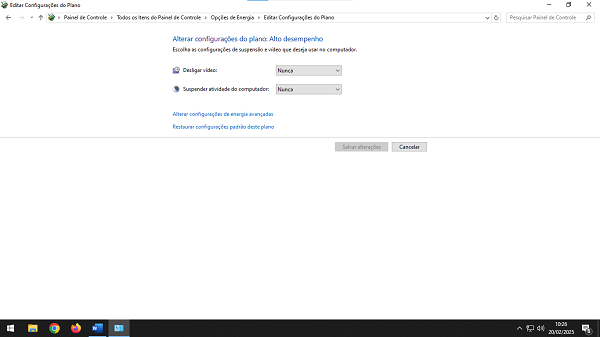 Editar Configurações do Plano
Painel de Controle > Todos os Itens do Painel de Controle > Opções de Energia > Editar Configurações do Plano
Pesquisar Painel de Controle
Alterar configurações do plano: Alto desempenho
Escolha as configurações de suspensão e vídeo que deseja usar no computador.
Desligar vídeo: Nunca
Suspender atividade do computador: Nunca
Alterar configurações de energia avançadas
Restaurar configurações padrão deste plano
Salvar alterações Cancelar
10:26
20/02/2025